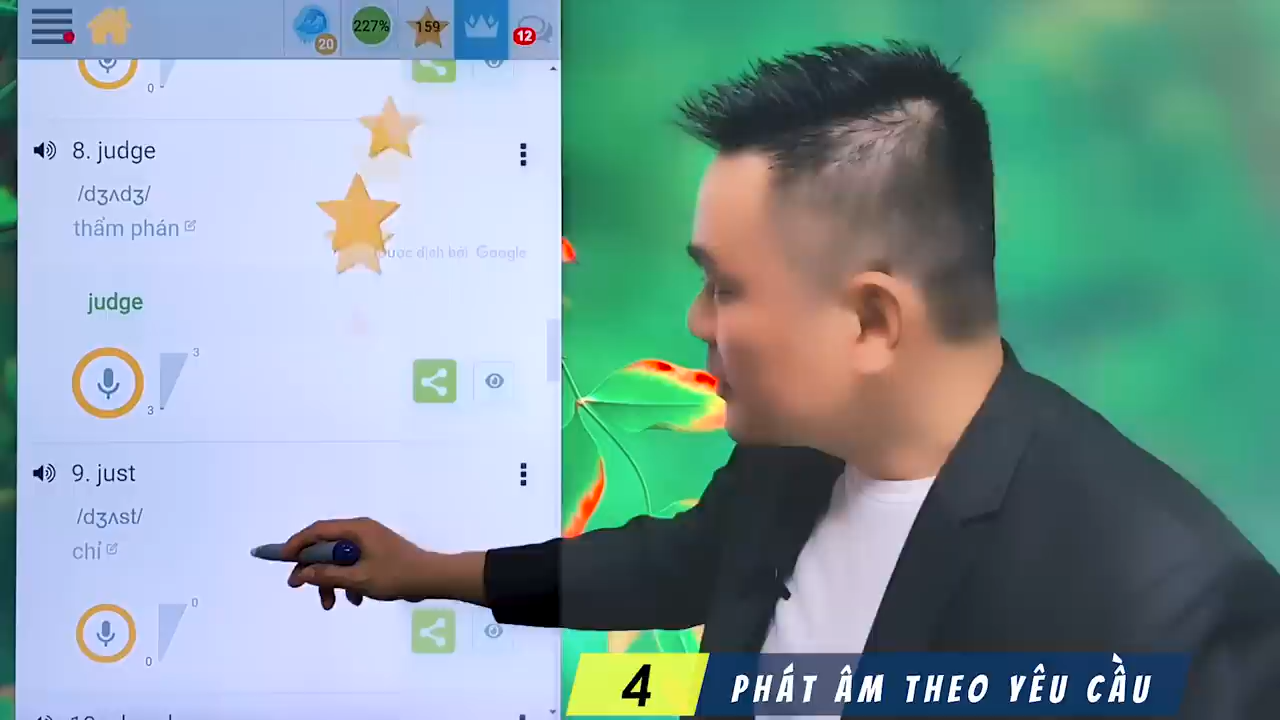 20
227%
159
12
0
8. judge
/dʒʌdʒ/
thẩm phán
được dịch bởi Google
judge
3
3
9. just
/dʒʌst/
chỉ
0
0
4 PHÁT ÂM THEO YÊU CẦU